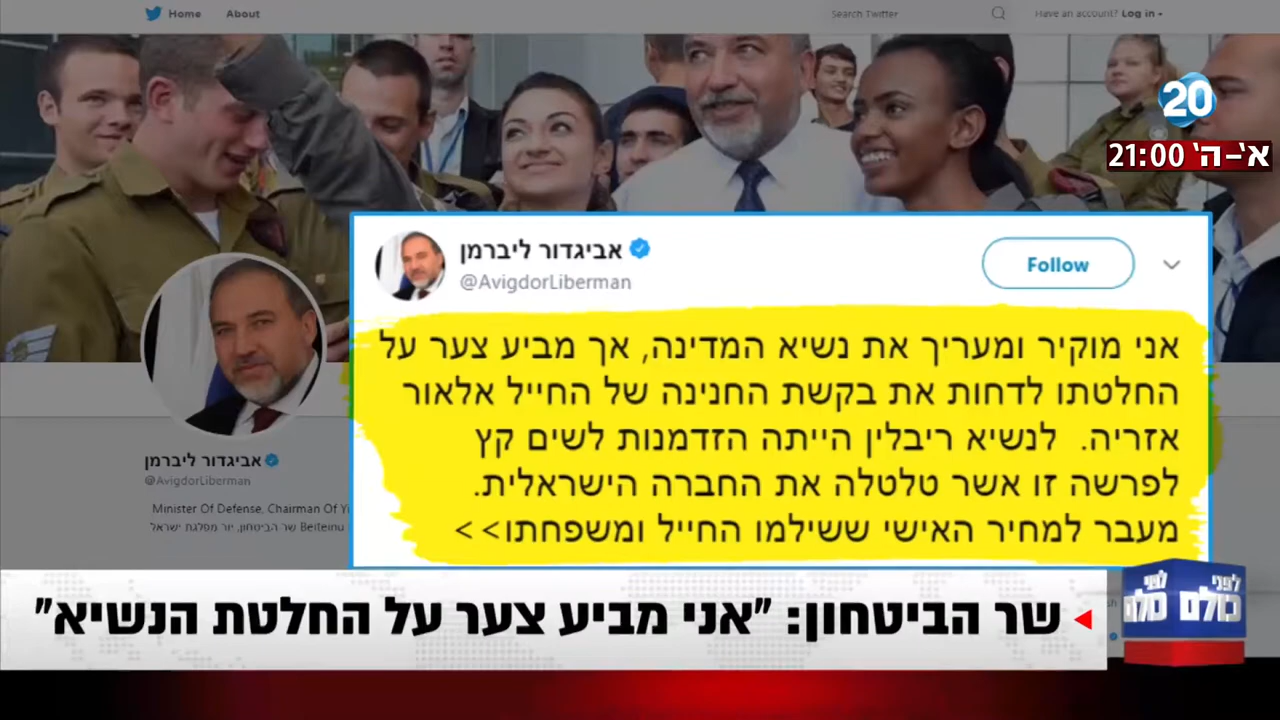 Home About Search Twitter Have an account? Log in
20
א'-ה' 21:00
אביגדור ליברמן
@AvigdorLiberman
Follow
אני מוקיר ומעריך את נשיא המדינה, אך מביע צער על
החלטתו לדחות את בקשת החנינה של החייל אלאור
אזריה. לנשיא ריבלין הייתה הזדמנות לשים קץ
לפרשה זו אשר טלטלה את החברה הישראלית.
מעבר למחיר האישי ששילמו החייל ומשפחתו>>
אביגדור ליברמן
@AvigdorLiberman
Minister Of Defense, Chairman Of
Beiteinu שר הביטחון, יור מפלגת ישראל
שר הביטחון: "אני מביע צער על החלטת הנשיא"
לפני
כולם